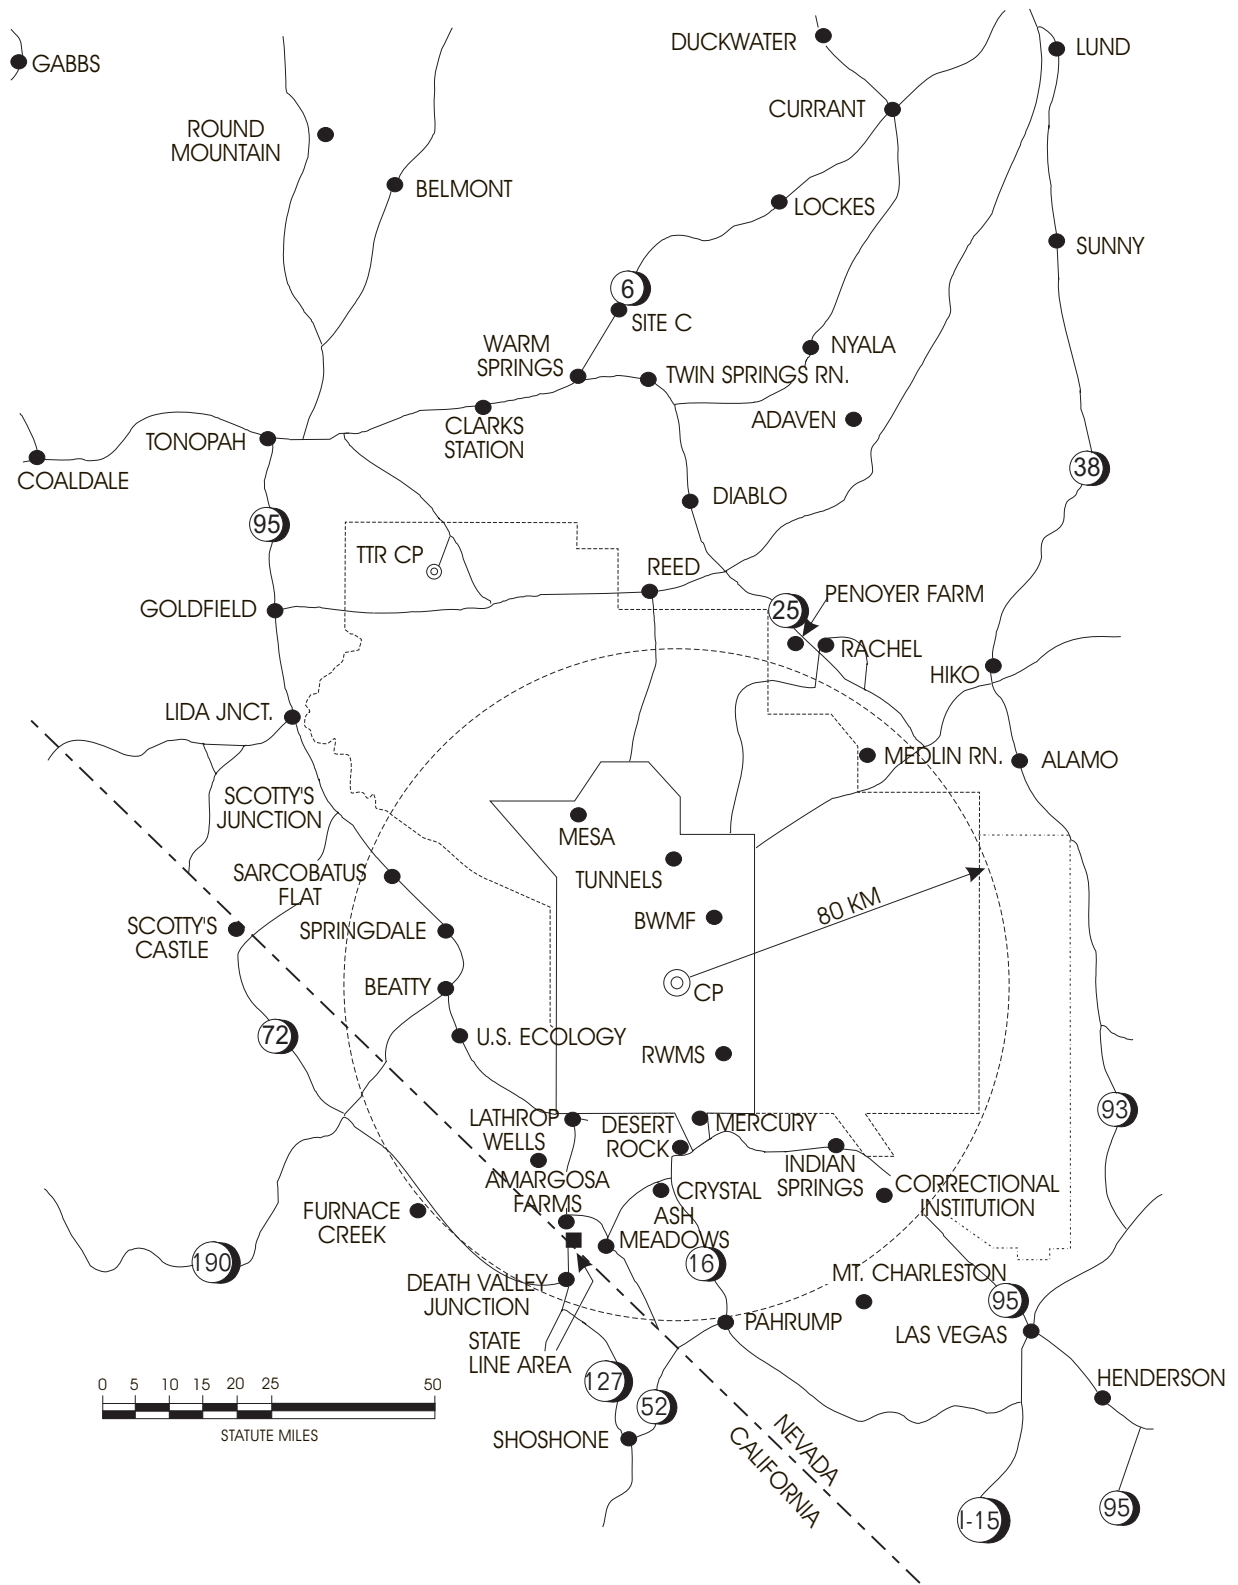 DUCKWATER
LUND
GABBS
CURRANT
ROUND
MOUNTAIN
BELMONT
LOCKES
SUNNY
6
SITE C
WARM
SPRINGS
NYALA
TWIN SPRINGS RN.
CLARKS
STATION
ADAVEN
TONOPAH
COALDALE
38
DIABLO
95
TTR CP
REED
GOLDFIELD
25
PENOYER FARM
RACHEL
HIKO
LIDA JNCT.
MEDLIN RN.
ALAMO
SCOTTY'S
JUNCTION
MESA
TUNNELS
SARCOBATUS
FLAT
BWMF
80 KM
SCOTTY'S
CASTLE
SPRINGDALE
BEATTY
CP
72
U.S. ECOLOGY
RWMS
93
LATHROP
WELLS
DESERT
ROCK
MERCURY
INDIAN
SPRINGS
AMARGOSA
FARMS
CRYSTAL
CORRECTIONAL
INSTITUTION
FURNACE
CREEK
ASH
MEADOWS
190
16
DEATH VALLEY
JUNCTION
MT. CHARLESTON
95
PAHRUMP
LAS VEGAS
STATE
LINE AREA
127
52
HENDERSON
0 5 10 15 20 25 50
STATUTE MILES
SHOSHONE
NEVADA
CALIFORNIA
I-15
95